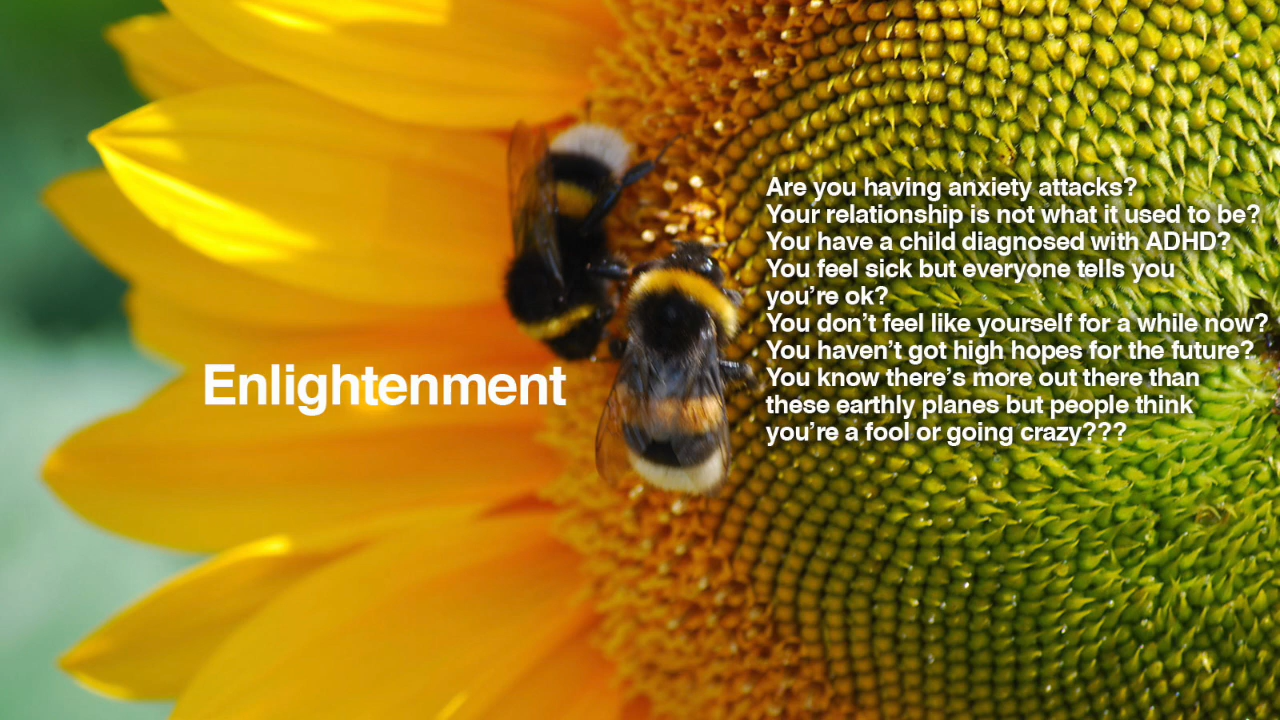 Enlightenment
Are you having anxiety attacks?
Your relationship is not what it used to be?
You have a child diagnosed with ADHD?
You feel sick but everyone tells you
you’re ok?
You don’t feel like yourself for a while now?
You haven’t got high hopes for the future?
You know there’s more out there than
these earthly planes but people think
you’re a fool or going crazy???